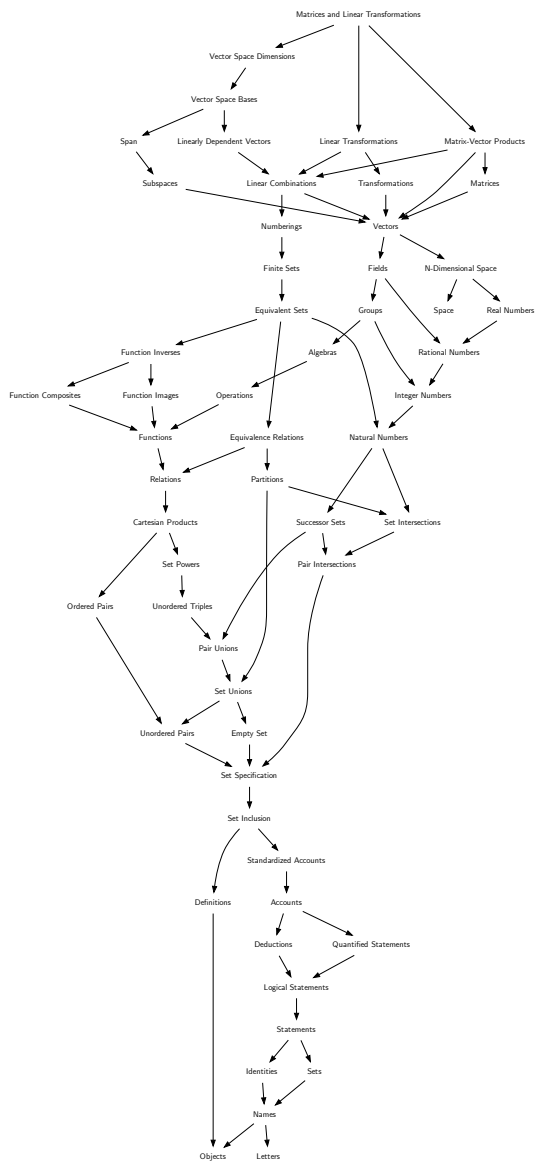 Matrices and Linear Transformations
Vector Space Dimensions
Vector Space Bases
Span Linearly Dependent Vectors Linear Transformations Matrix-Vector Products
Subspaces Linear Combinations Transformations Matrices
Numberings Vectors
Finite Sets Fields N-Dimensional Space
Equivalent Sets Groups Space Real Numbers
Function Inverses Algebras Rational Numbers
Function Composites Function Images Operations Integer Numbers
Functions Equivalence Relations Natural Numbers
Relations Partitions
Cartesian Products Successor Sets Set Intersections
Set Powers Pair Intersections
Ordered Pairs Unordered Triples
Pair Unions
Set Unions
Unordered Pairs Empty Set
Set Specification
Set Inclusion
Standardized Accounts
Definitions Accounts
Deductions Quantified Statements
Logical Statements
Statements
Identities Sets
Names
Objects Letters